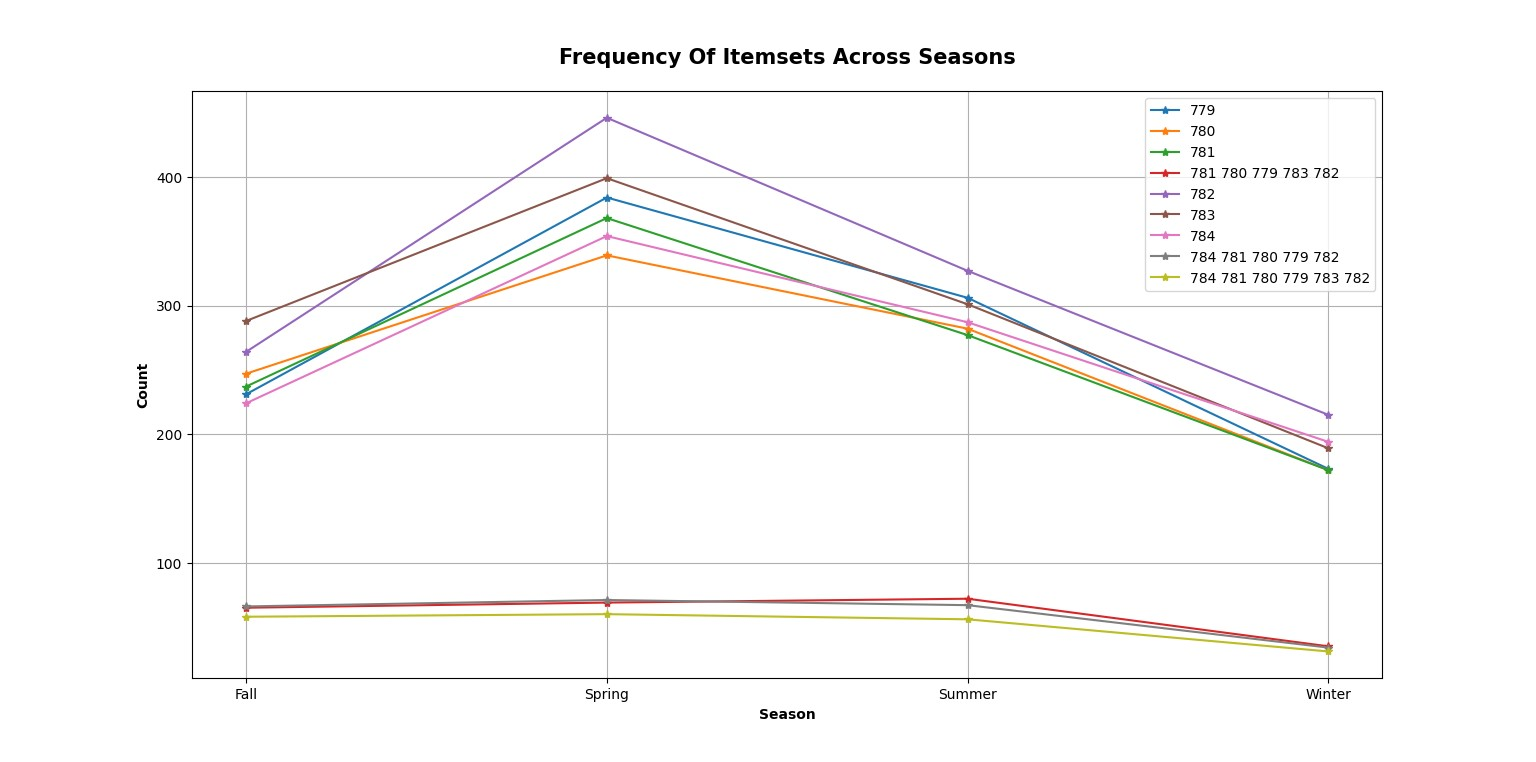 Frequency Of Itemsets Across Seasons
779
780
781
781 780 779 783 782
782
783
784
784 781 780 779 782
784 781 780 779 783 782
400
300
200
100
Count
Fall Spring Summer Winter
Season